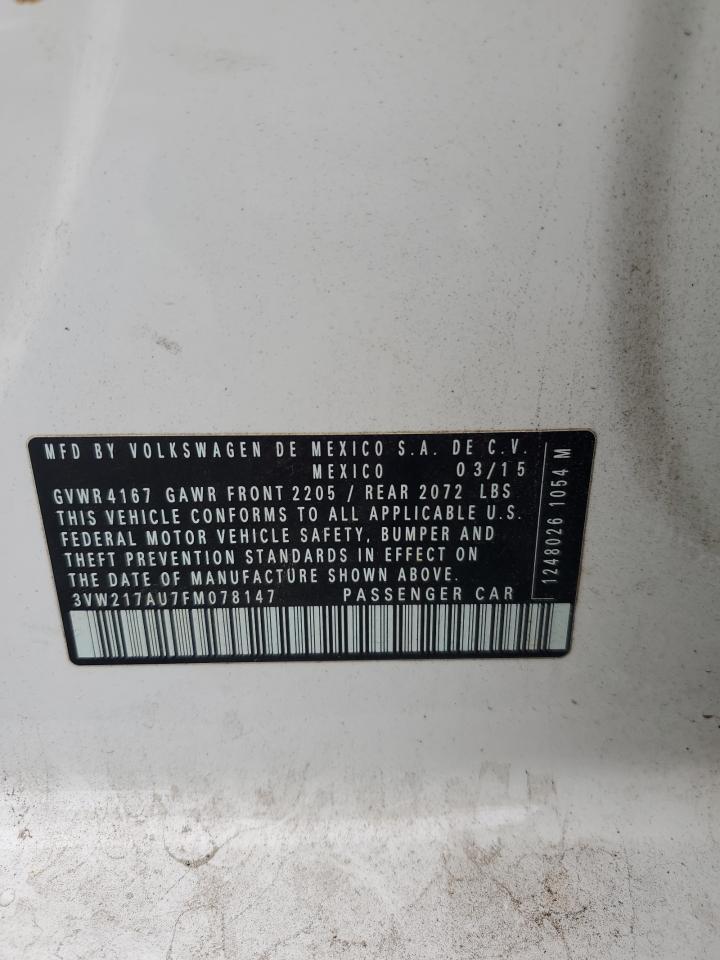 MFD BY VOLKSWAGEN DE MEXICO S.A. DE C.V.
MEXICO 03/15
GVWR 4167 GAWR FRONT 2205 / REAR 2072 LBS
THIS VEHICLE CONFORMS TO ALL APPLICABLE U.S.
FEDERAL MOTOR VEHICLE SAFETY, BUMPER AND
THEFT PREVENTION STANDARDS IN EFFECT ON
THE DATE OF MANUFACTURE SHOWN ABOVE.
3VW217AU7FM078147 PASSENGER CAR
1248026 1054 M